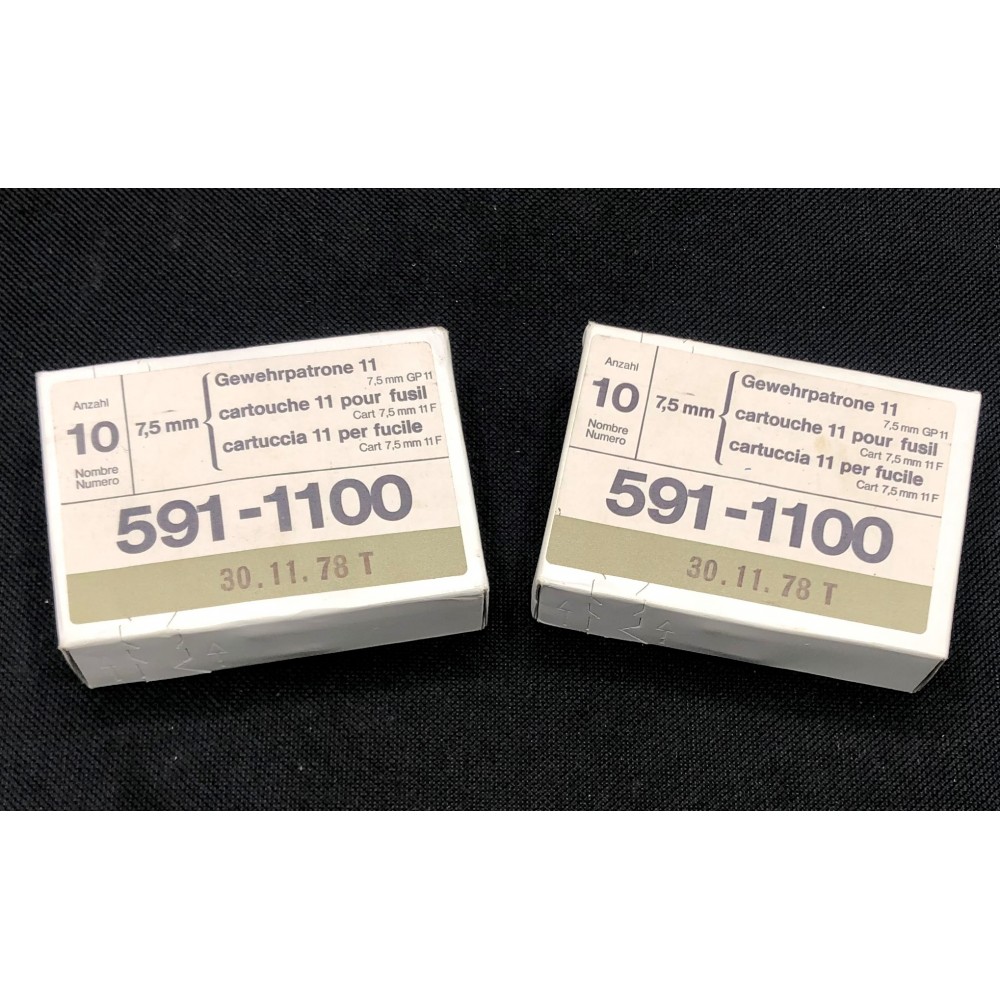 Anzahl
10
Nombre
Numero
7,5 mm
Gewehrpatrone 11
7,5 mm GP 11
cartouche 11 pour fusil
Cart 7,5 mm 11 F
cartuccia 11 per fucile
Cart 7,5 mm 11 F
591-1100
30.11.78 T
Anzahl
10
Nombre
Numero
7,5 mm
Gewehrpatrone 11
7,5 mm GP 11
cartouche 11 pour fusil
Cart 7,5 mm 11 F
cartuccia 11 per fucile
Cart 7,5 mm 11 F
591-1100
30.11.78 T